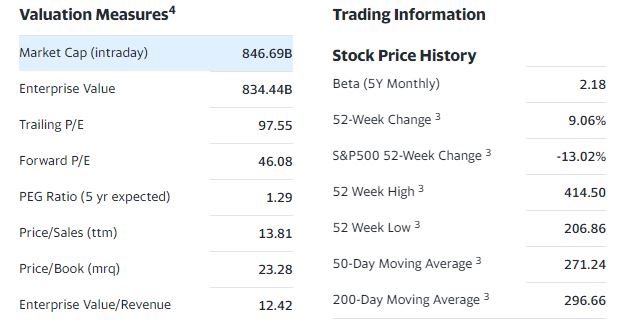 Valuation Measures4
Market Cap (intraday) 846.69B
Enterprise Value 834.44B
Trailing P/E 97.55
Forward P/E 46.08
PEG Ratio (5 yr expected) 1.29
Price/Sales (ttm) 13.81
Price/Book (mrq) 23.28
Enterprise Value/Revenue 12.42
Trading Information
Stock Price History
Beta (5Y Monthly) 2.18
52-Week Change 3 9.06%
S&P500 52-Week Change 3 -13.02%
52 Week High 3 414.50
52 Week Low 3 206.86
50-Day Moving Average 3 271.24
200-Day Moving Average 3 296.66